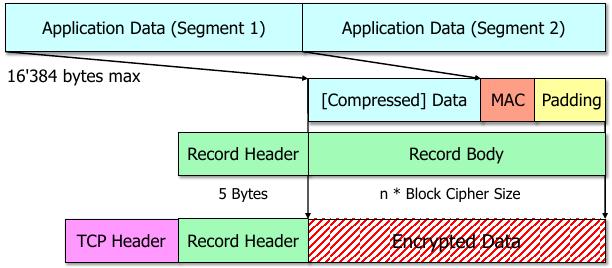 Application Data (Segment 1) Application Data (Segment 2)
16'384 bytes max
[Compressed] Data MAC Padding
Record Header Record Body
5 Bytes n * Block Cipher Size
TCP Header Record Header Encrypted Data